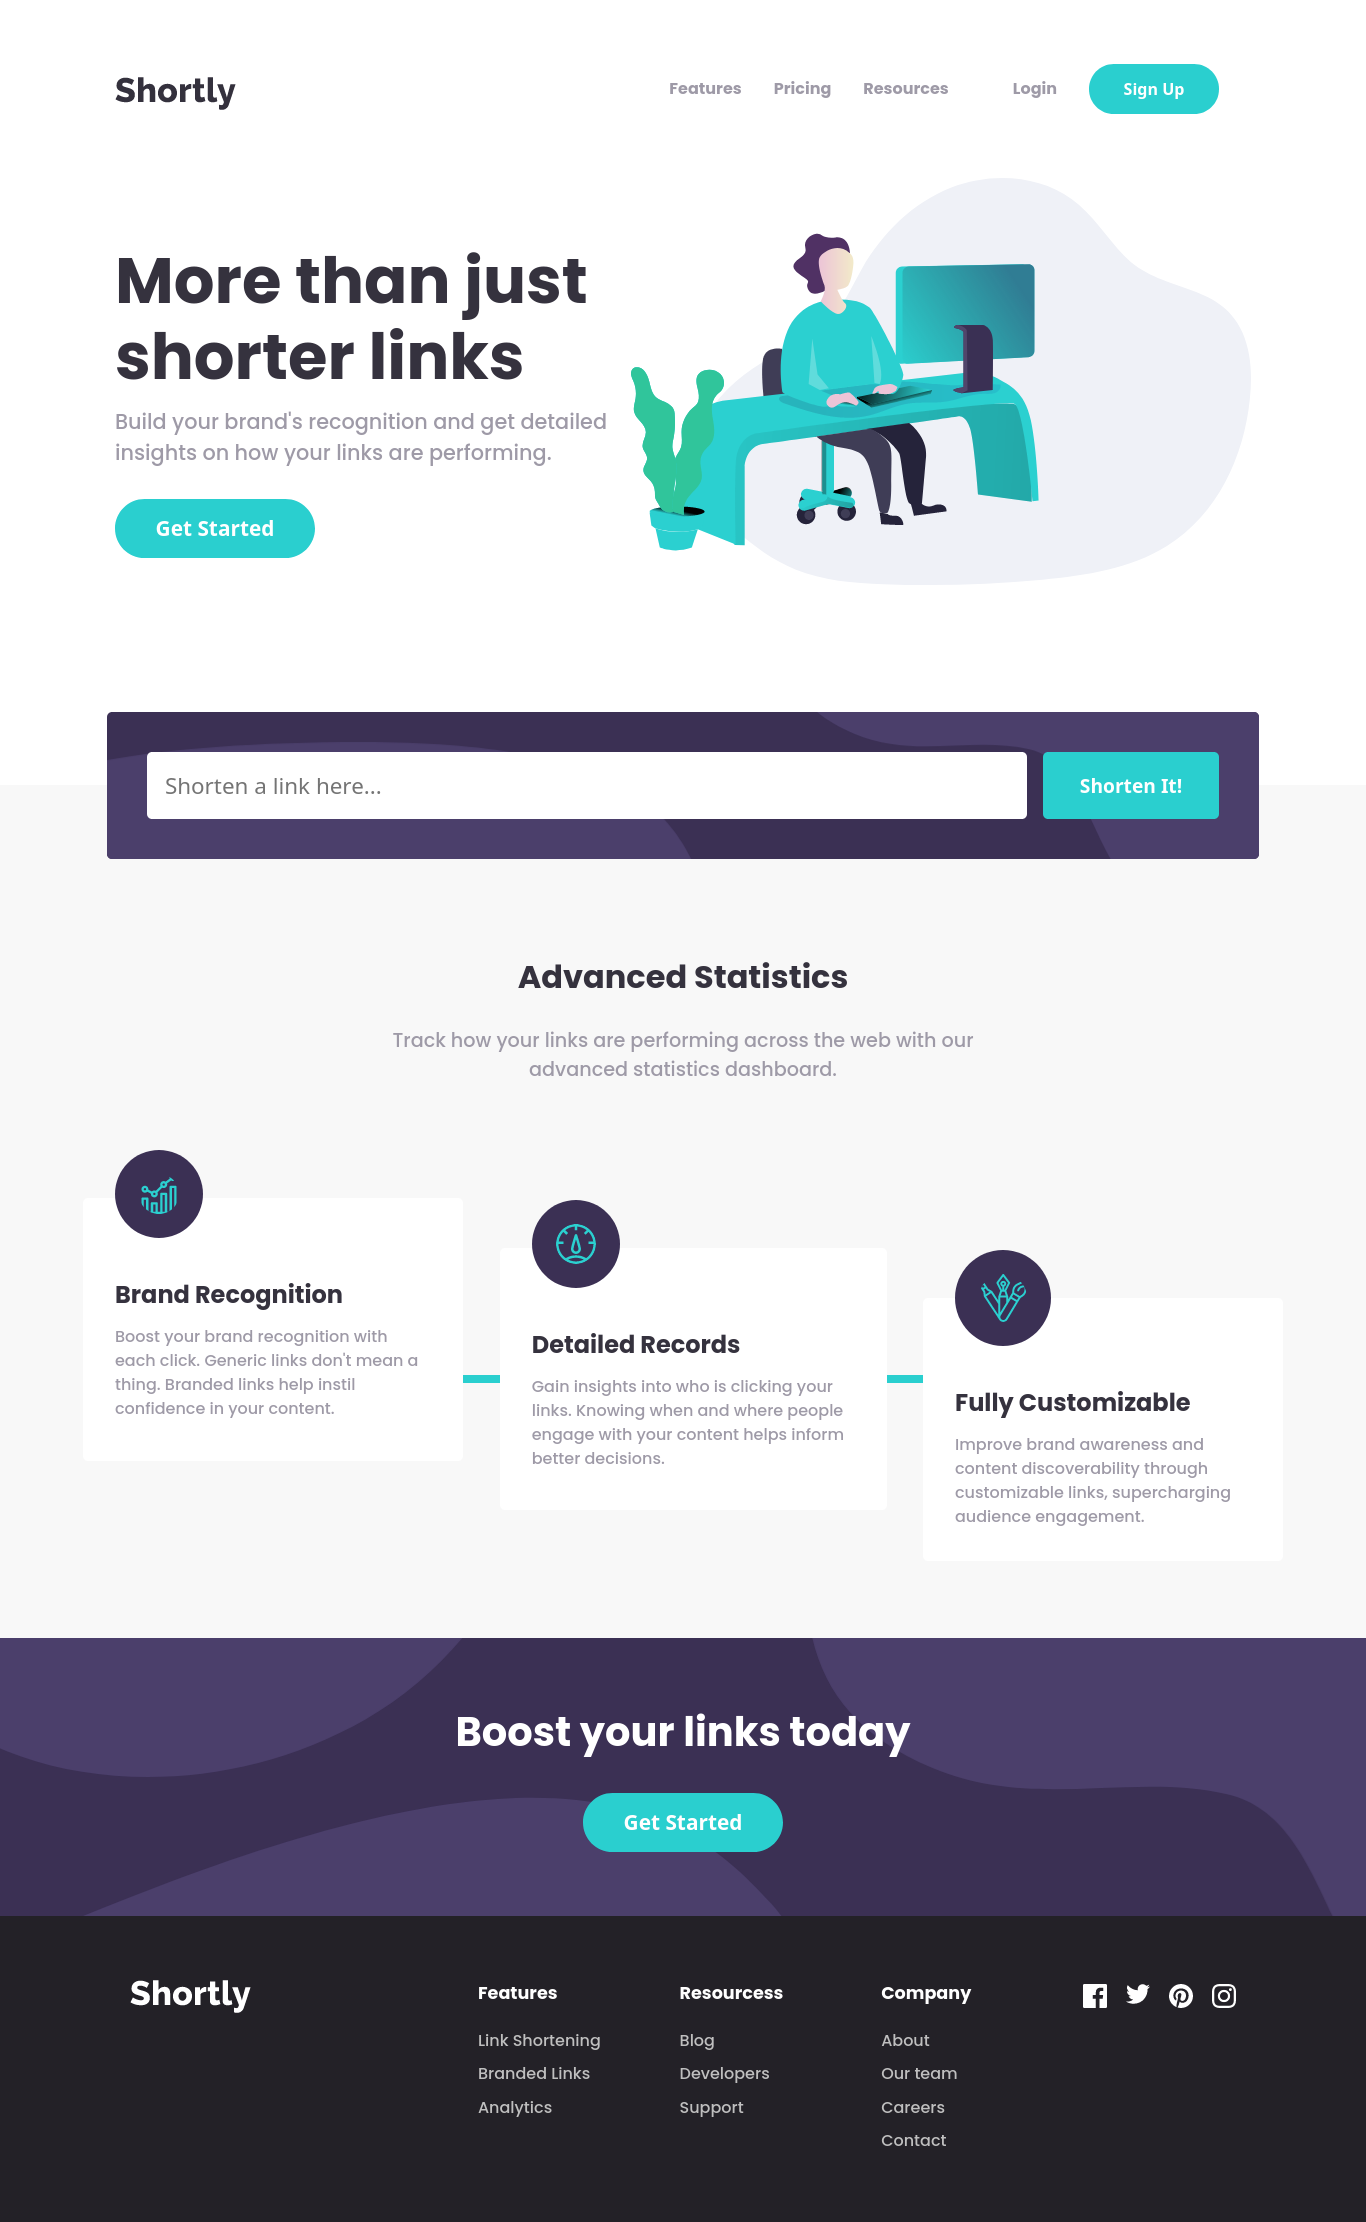 Shortly
Features
Pricing
Resources
Login
Sign Up
More than just
shorter links
Build your brand's recognition and get detailed
insights on how your links are performing.
Get Started
Shorten a link here...
Shorten It!
Advanced Statistics
Track how your links are performing across the web with our
advanced statistics dashboard.
Brand Recognition
Boost your brand recognition with
each click. Generic links don't mean a
thing. Branded links help instil
confidence in your content.
Detailed Records
Gain insights into who is clicking your
links. Knowing when and where people
engage with your content helps inform
better decisions.
Fully Customizable
Improve brand awareness and
content discoverability through
customizable links, supercharging
audience engagement.
Boost your links today
Get Started
Shortly
Features
Link Shortening
Branded Links
Analytics
Resourcess
Blog
Developers
Support
Company
About
Our team
Careers
Contact